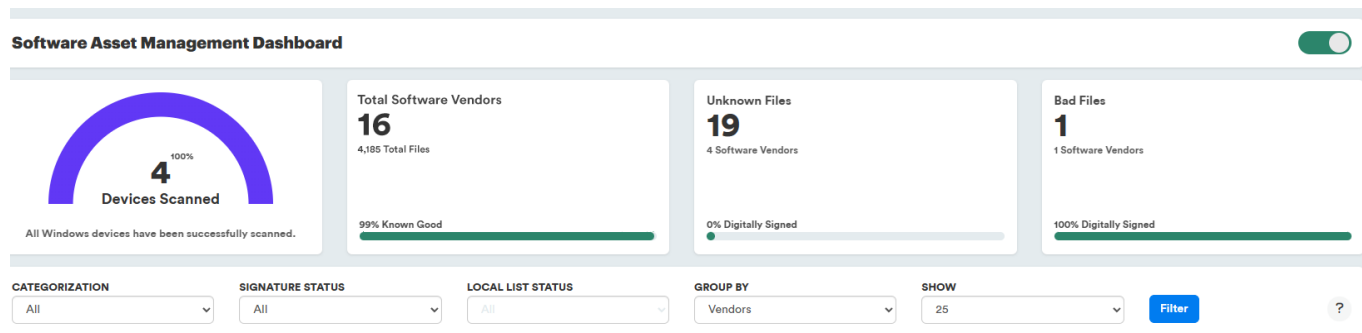 Software Asset Management Dashboard
4 100%
Devices Scanned
All Windows devices have been successfully scanned.
Total Software Vendors
16
4,185 Total Files
99% Known Good
Unknown Files
19
4 Software Vendors
0% Digitally Signed
Bad Files
1
1 Software Vendors
100% Digitally Signed
CATEGORIZATION
All
SIGNATURE STATUS
All
LOCAL LIST STATUS
All
GROUP BY
Vendors
SHOW
25
Filter
?